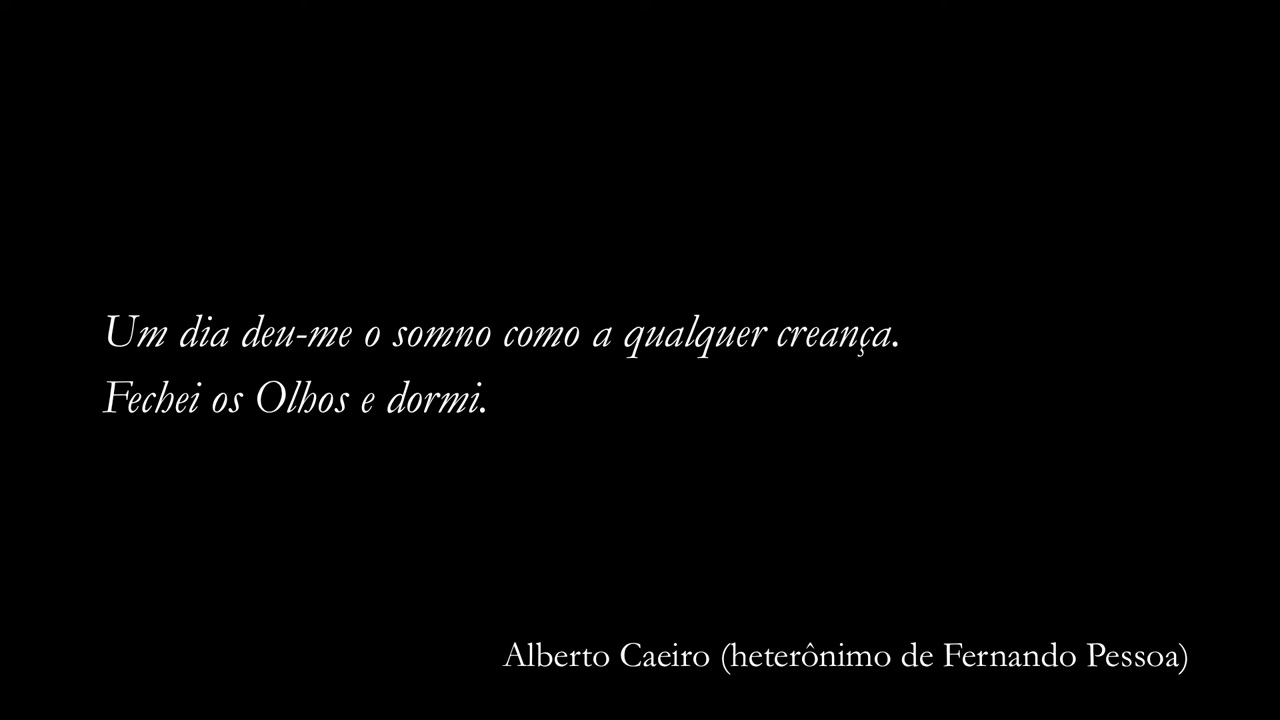 Um dia deu-me o somno como a qualquer creança.
Fechei os Olhos e dormi.
Alberto Caeiro (heterônimo de Fernando Pessoa)